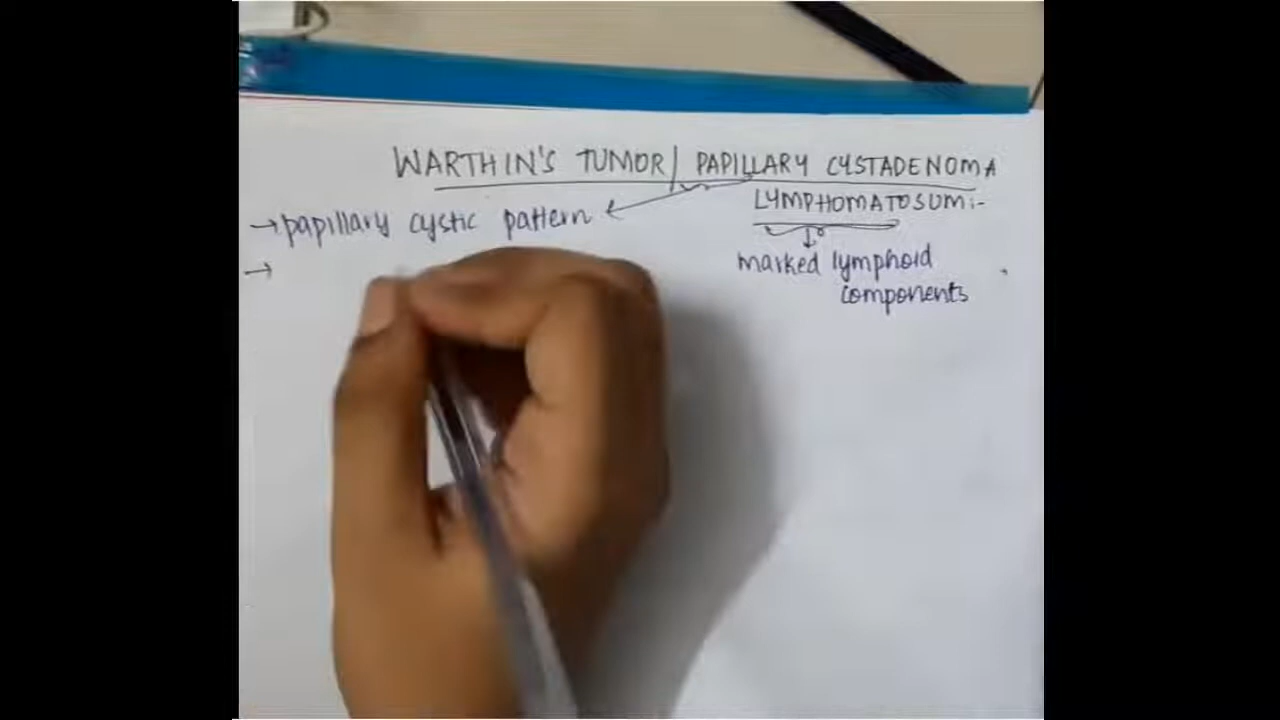 WARTHIN'S TUMOR/ PAPILLARY CYSTADENOMA
LYMPHOMATOSUM:-
→ papillary cystic pattern
→
marked lymphoid
components